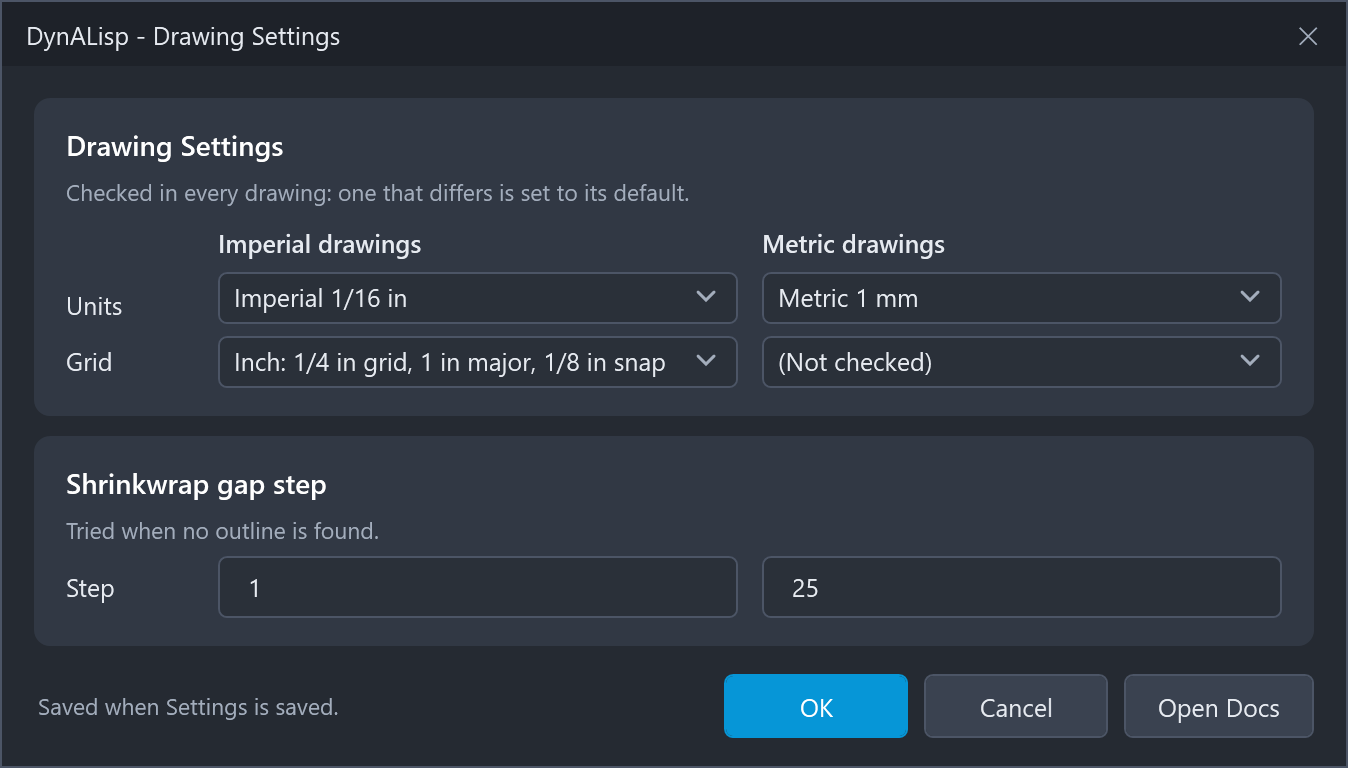 DynALisp - Drawing Settings
Drawing Settings
Checked in every drawing: one that differs is set to its default.
Imperial drawings Metric drawings
Units Imperial 1/16 in Metric 1 mm
Grid Inch: 1/4 in grid, 1 in major, 1/8 in snap (Not checked)
Shrinkwrap gap step
Tried when no outline is found.
Step 1 25
Saved when Settings is saved. OK Cancel Open Docs